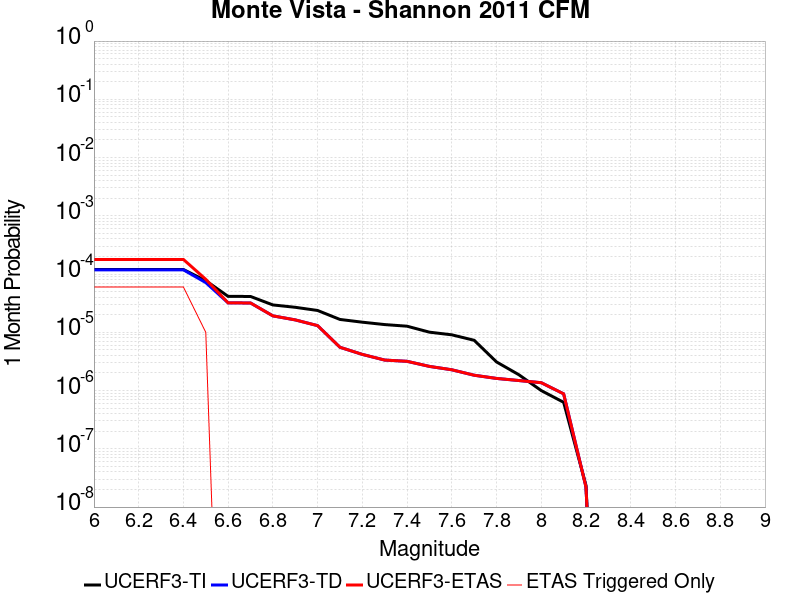 Monte Vista - Shannon 2011 CFM
10^0
10^-1
10^-2
10^-3
10^-4
10^-5
10^-6
10^-7
10^-8
1 Month Probability
6 6.2 6.4 6.6 6.8 7 7.2 7.4 7.6 7.8 8 8.2 8.4 8.6 8.8 9
Magnitude
UCERF3-TI UCERF3-TD UCERF3-ETAS ETAS Triggered Only